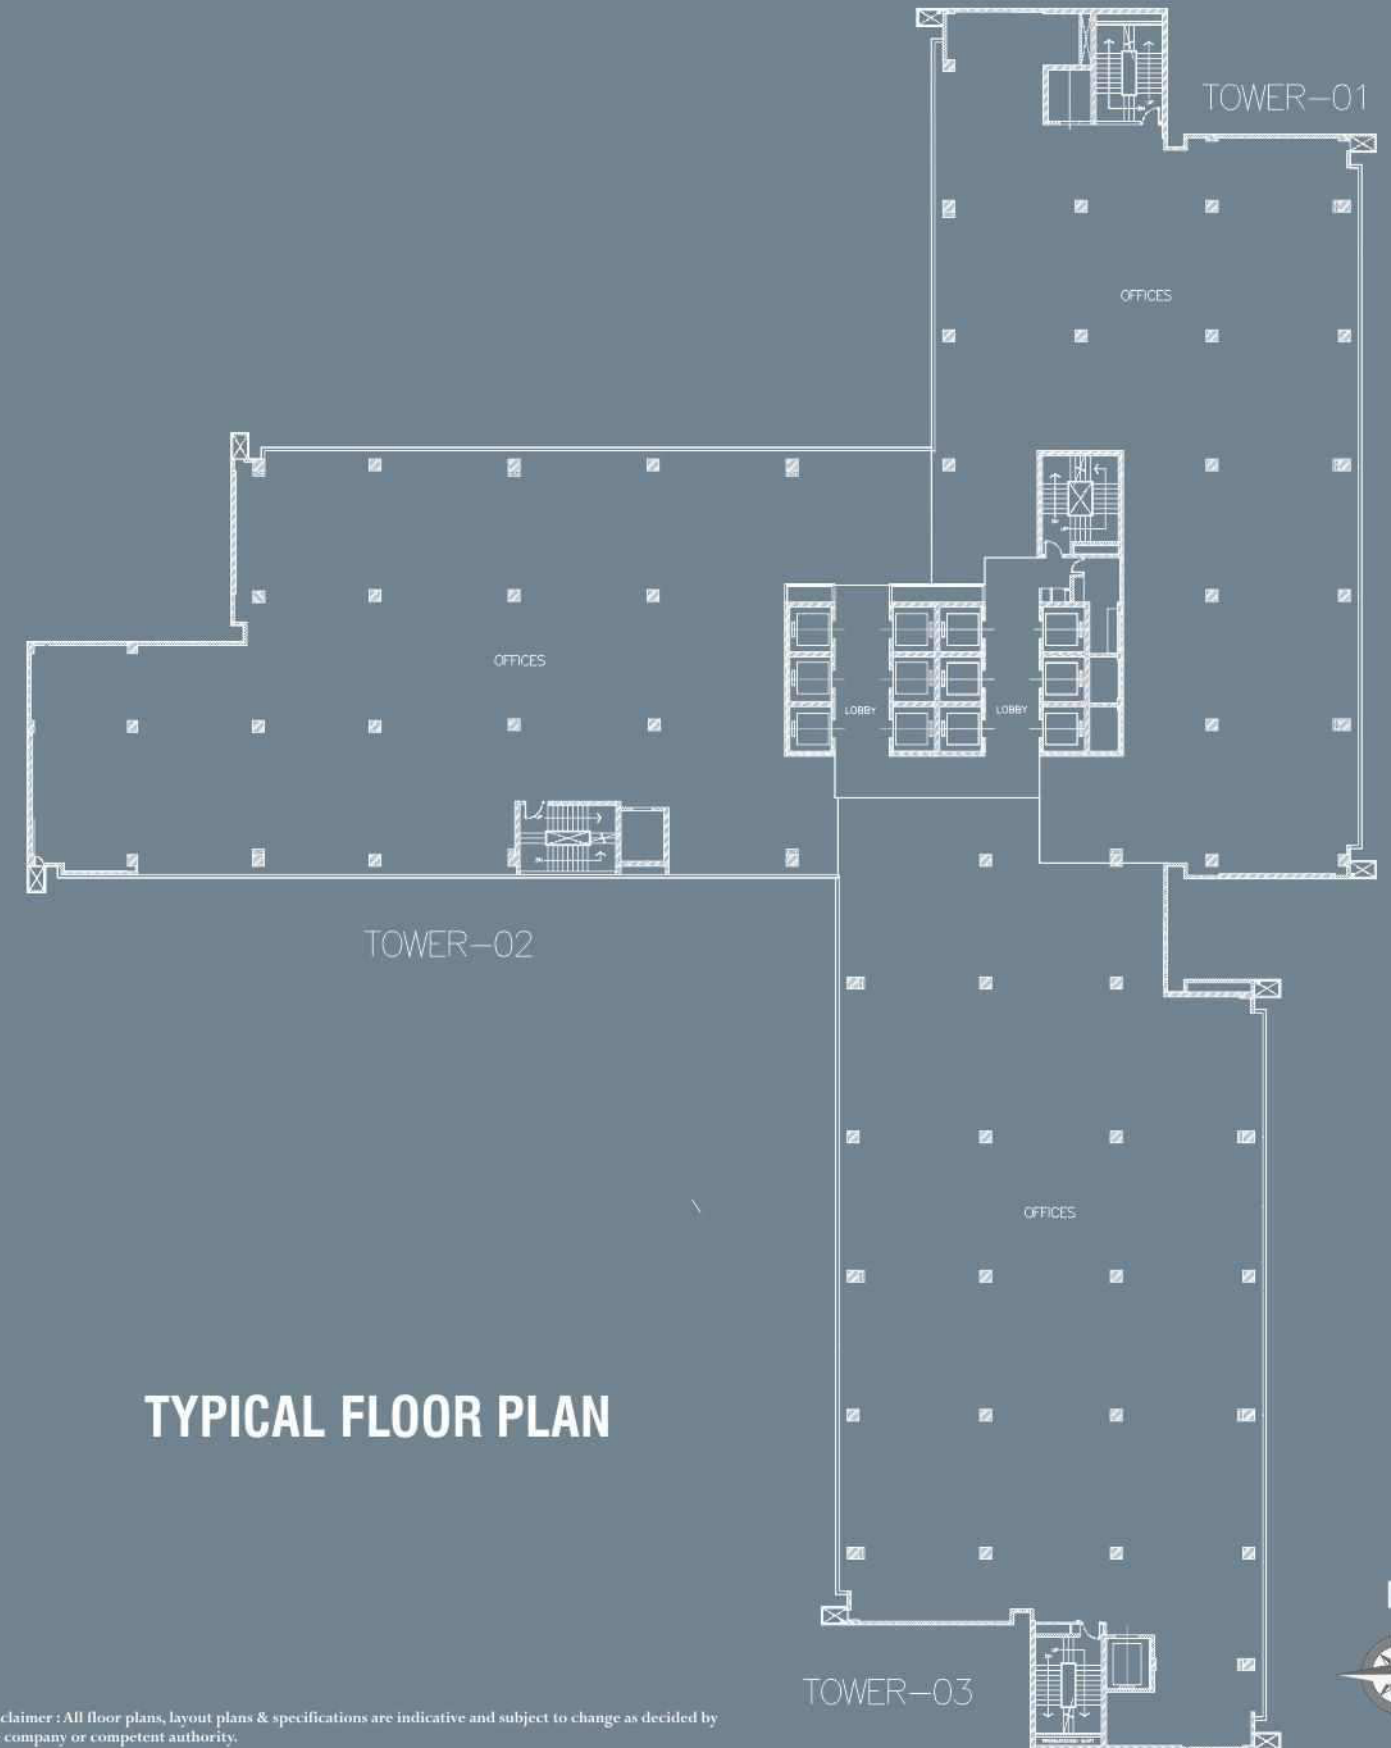 TOWER-01
OFFICES
OFFICES
LOBBY
LOBBY
TOWER-02
OFFICES
TYPICAL FLOOR PLAN
TOWER-03
claimer : All floor plans, layout plans & specifications are indicative and subject to change as decided by
company or competent authority.